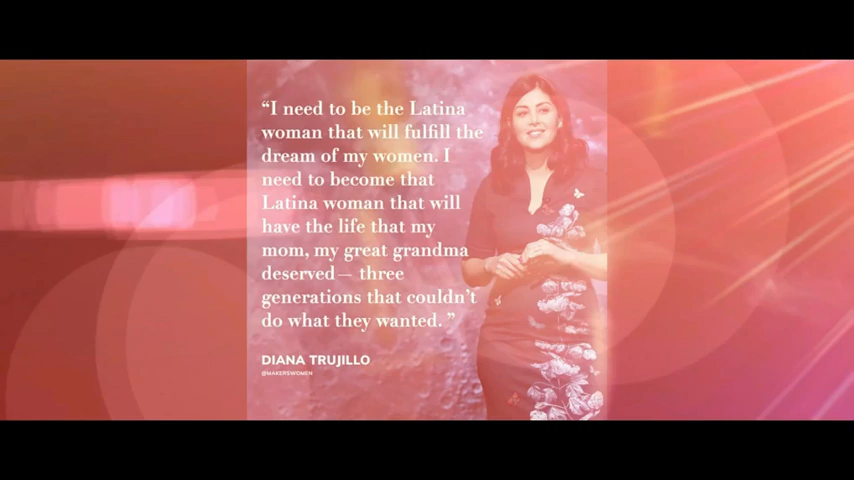 “I need to be the Latina
woman that will fulfill the
dream of my women. I
need to become that
Latina woman that will
have the life that my
mom, my great grandma
deserved— three
generations that couldn’t
do what they wanted.”
DIANA TRUJILLO
@MAKERSWOMEN